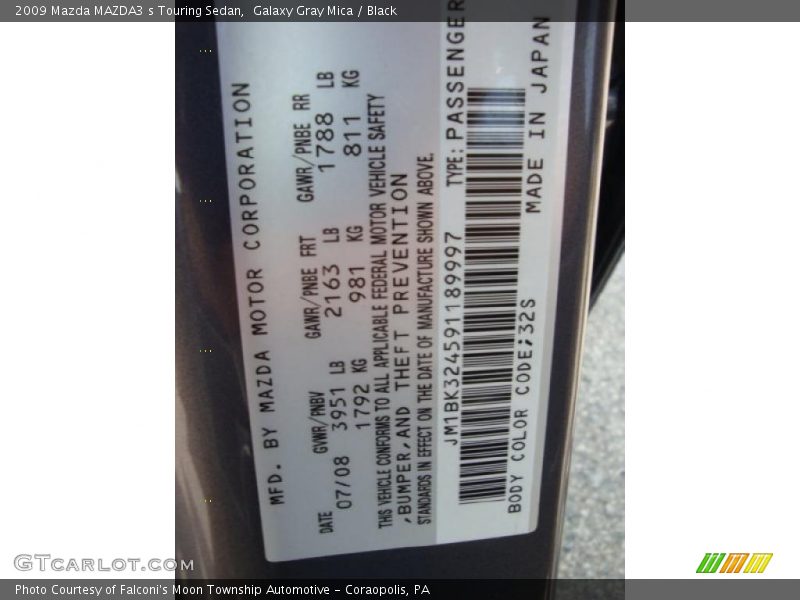 2009 Mazda MAZDA3 s Touring Sedan,  Galaxy Gray Mica / Black
MFD. BY MAZDA MOTOR CORPORATION
DATE GVWR/PNBV GAWR/PNBE FRT GAWR/PNBE RR
07/08 3951 LB 2163 LB 1788 LB
1792 KG 981 KG 811 KG
THIS VEHICLE CONFORMS TO ALL APPLICABLE FEDERAL MOTOR VEHICLE SAFETY
,BUMPER,AND THEFT PREVENTION
STANDARDS IN EFFECT ON THE DATE OF MANUFACTURE SHOWN ABOVE.
JM1BK324591189997 TYPE: PASSENGER
BODY COLOR CODE;32S MADE IN JAPAN
GTcarlot.com
Photo Courtesy of Falconi's Moon Township Automotive - Coraopolis, PA